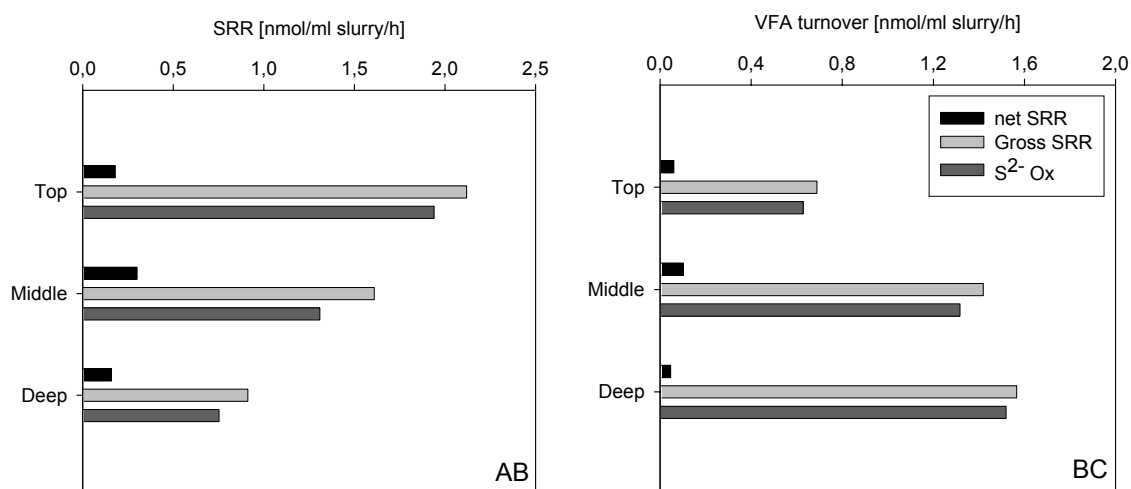 SRR [nmol/ml slurry/h]
0,0 0,5 1,0 1,5 2,0 2,5
Top
Middle
Deep
AB
VFA turnover [nmol/ml slurry/h]
0,0 0,4 0,8 1,2 1,6 2,0
net SRR
Gross SRR
S2- Ox
Top
Middle
Deep
BC